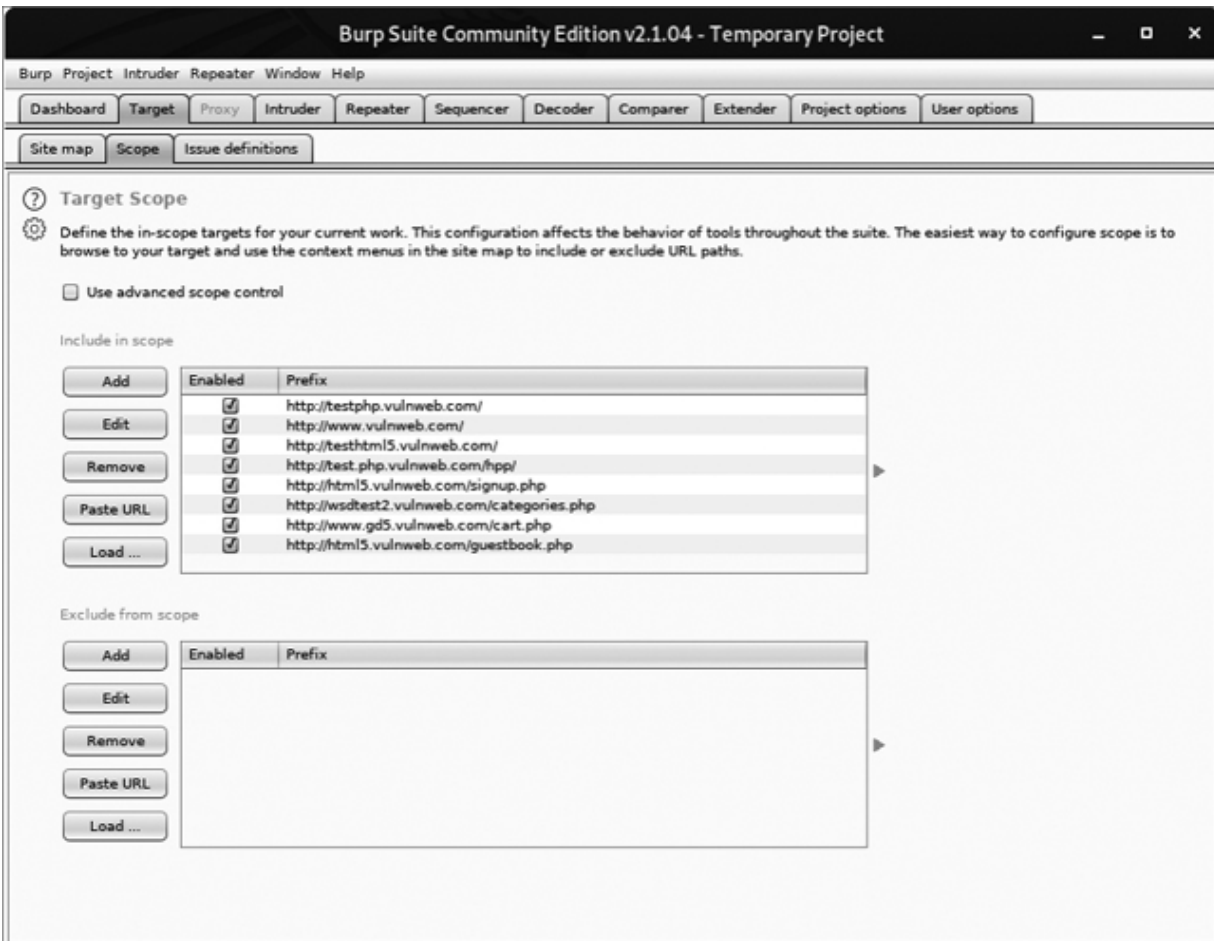 Burp Suite Community Edition v2.1.04 - Temporary Project
Burp Project Intruder Repeater Window Help
Dashboard Target Proxy Intruder Repeater Sequencer Decoder Comparer Extender Project options User options
Site map Scope Issue definitions
Target Scope
Define the in-scope targets for your current work. This configuration affects the behavior of tools throughout the suite. The easiest way to configure scope is to
browse to your target and use the context menus in the site map to include or exclude URL paths.
Use advanced scope control
Include in scope
Add
Edit
Remove
Paste URL
Load ...
Enabled Prefix
http://testphp.vulnweb.com/
http://www.vulnweb.com/
http://testhtml5.vulnweb.com/
http://test.php.vulnweb.com/hpp/
http://html5.vulnweb.com/signup.php
http://wsdtest2.vulnweb.com/categories.php
http://www.gd5.vulnweb.com/cart.php
http://html5.vulnweb.com/guestbook.php
Exclude from scope
Add
Edit
Remove
Paste URL
Load ...
Enabled Prefix